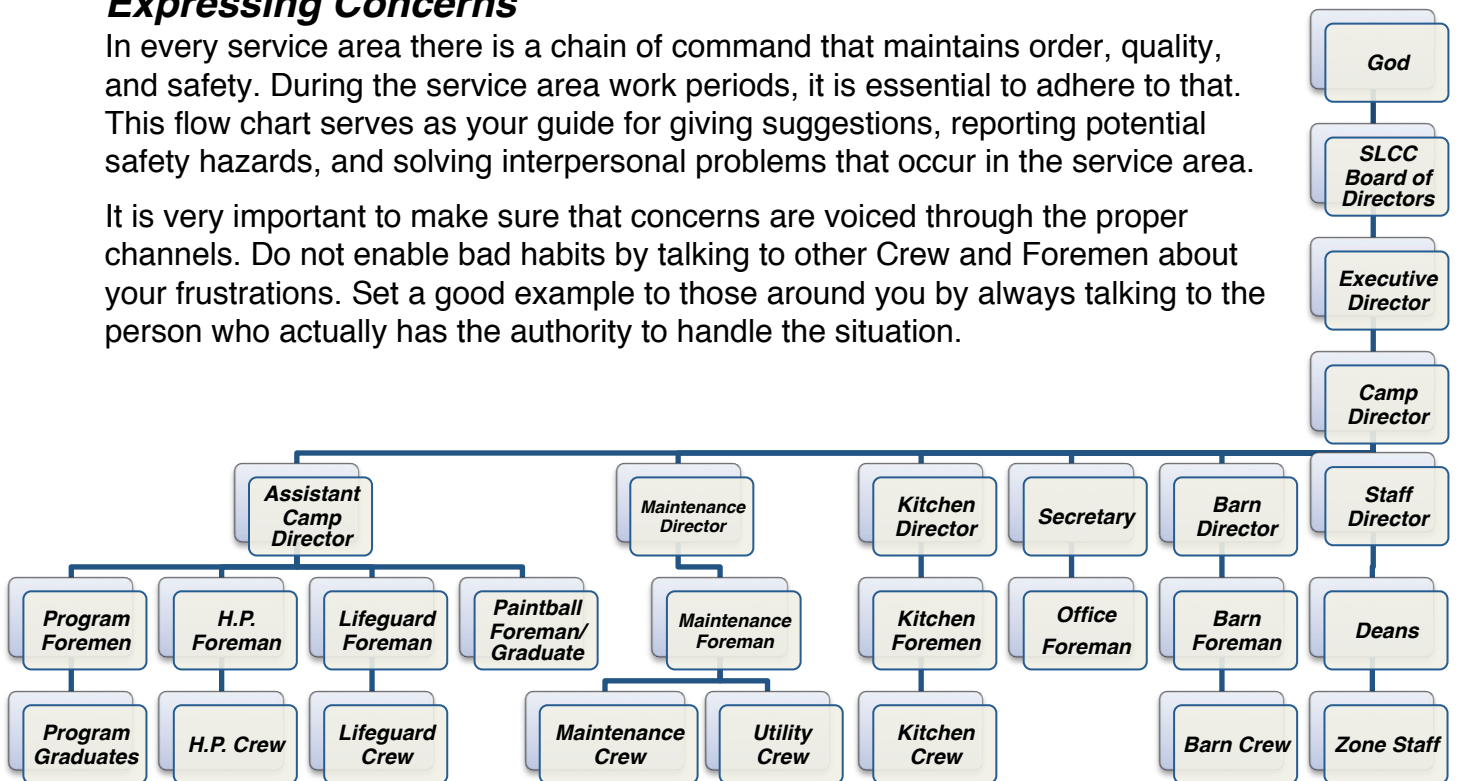 Expressing Concerns
In every service area there is a chain of command that maintains order, quality,
and safety. During the service area work periods, it is essential to adhere to that.
This flow chart serves as your guide for giving suggestions, reporting potential
safety hazards, and solving interpersonal problems that occur in the service area.
It is very important to make sure that concerns are voiced through the proper
channels. Do not enable bad habits by talking to other Crew and Foremen about
your frustrations. Set a good example to those around you by always talking to the
person who actually has the authority to handle the situation.
God
SLCC
Board of
Directors
Executive
Director
Camp
Director
Assistant
Camp
Director
Maintenance
Director
Kitchen
Director
Secretary
Barn
Director
Staff
Director
Program
Foremen
H.P.
Foreman
Lifeguard
Foreman
Paintball
Foreman/
Graduate
Maintenance
Foreman
Kitchen
Foremen
Office
Foreman
Barn
Foreman
Deans
Program
Graduates
H.P. Crew
Lifeguard
Crew
Maintenance
Crew
Utility
Crew
Kitchen
Crew
Barn Crew
Zone Staff